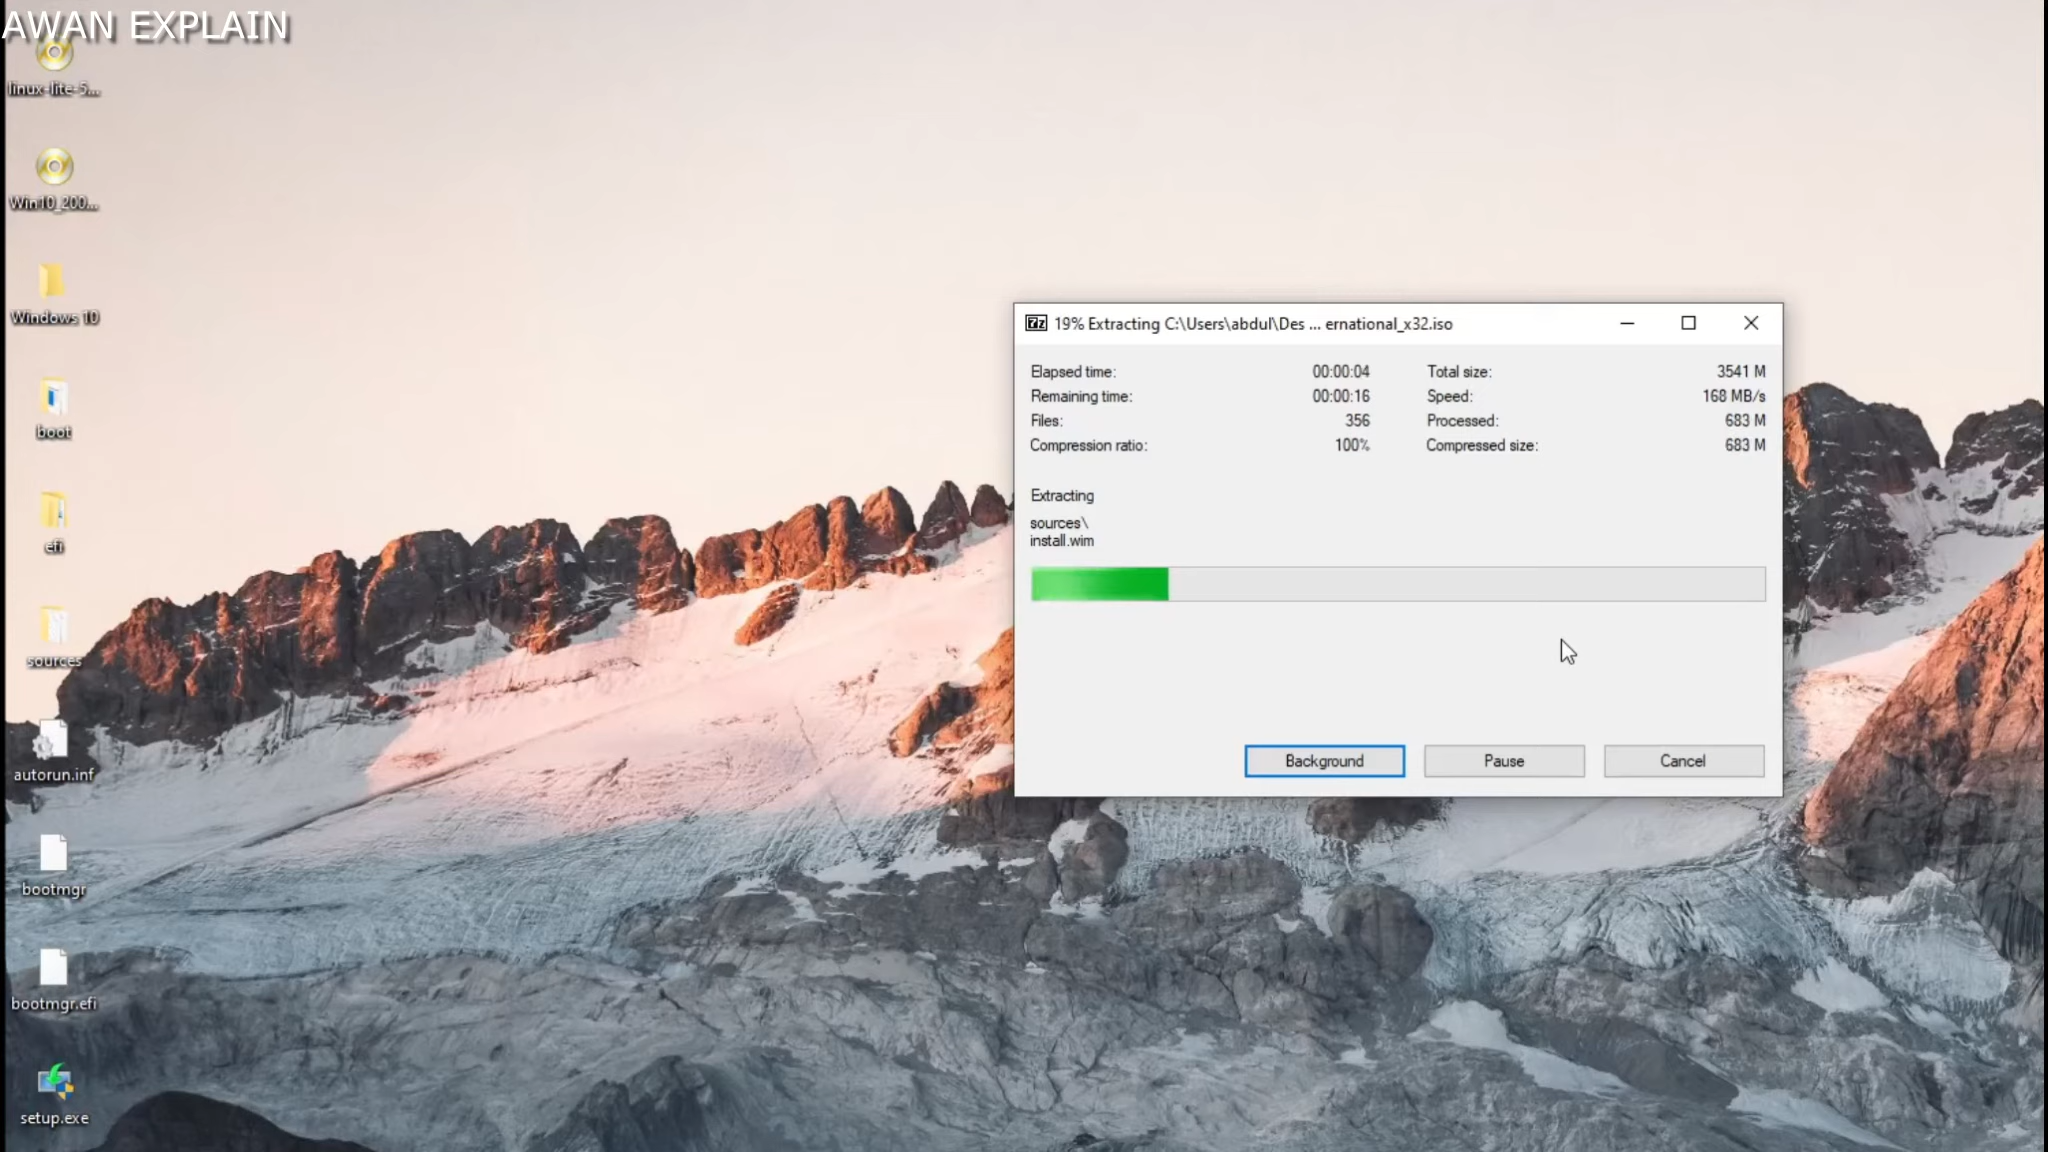 AWAN EXPLAIN
linux-lite-5...
Win10_200...
Windows 10
boot
efi
sources
autorun.inf
bootmgr
bootmgr.efi
setup.exe
7z 19% Extracting C:\Users\abdul\Des ... ernational_x32.iso
Elapsed time: 00:00:04 Total size: 3541 M
Remaining time: 00:00:16 Speed: 168 MB/s
Files: 356 Processed: 683 M
Compression ratio: 100% Compressed size: 683 M
Extracting
sources\
install.wim
Background Pause Cancel